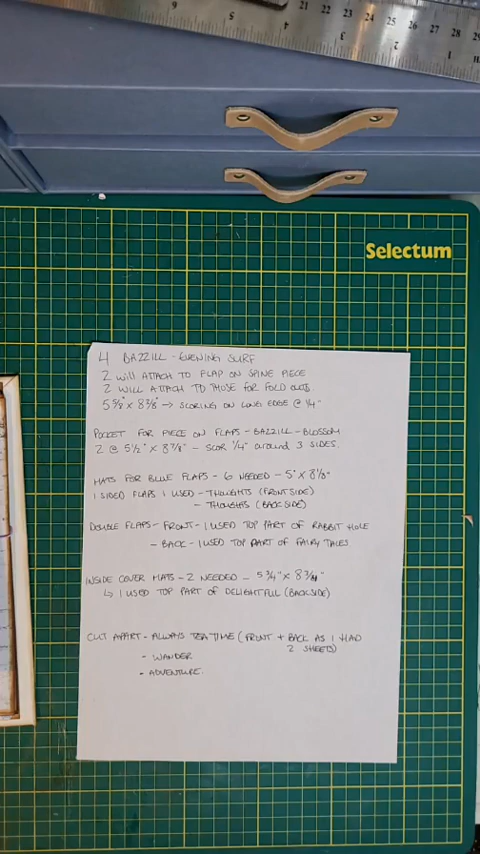 Selectum
4 BAZZILL - EVENING SURF
2 WILL ATTACH TO FLAP ON SPINE PIECE
2 WILL ATTACH TO THOSE FOR FOLD OUTS.
5 3/8" x 8 3/8" → SCORING ON LONG EDGE @ 1/4"
POCKET FOR PIECE ON FLAPS - BAZZILL - BLOSSOM
2 @ 5 1/2" x 8 7/8" - SCOR 1/4" around 3 SIDES.
MATS FOR BLUE FLAPS - 6 NEEDED - 5" x 8 1/8"
1 SIDED FLAPS I USED - THOUGHTS (FRONT SIDE)
- THOUGHTS (BACKSIDE)
DOUBLE FLAPS - FRONT - I USED TOP PART OF RABBIT HOLE
- BACK - I USED TOP PART OF FAIRY TALES
INSIDE COVER MATS - 2 NEEDED - 5 3/4" x 8 3/4"
↳ I USED TOP PART OF DELIGHTFUL (BACKSIDE)
CUT APART - ALWAYS TEA TIME (FRONT + BACK AS I HAD
2 SHEETS)
- WANDER
- ADVENTURE.